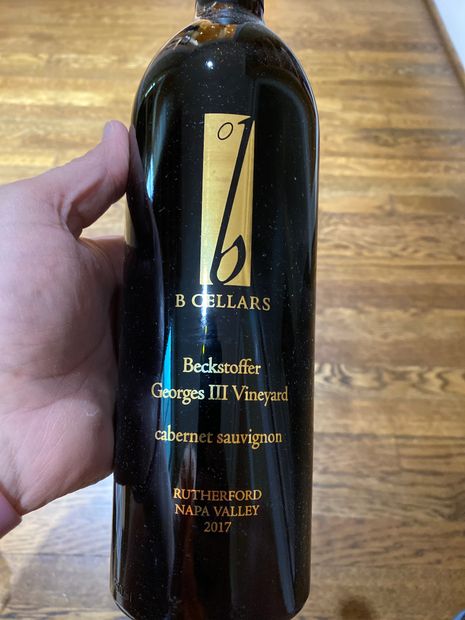 b
B CELLARS
Beckstoffer
Georges III Vineyard
cabernet sauvignon
RUTHERFORD
NAPA VALLEY
2017